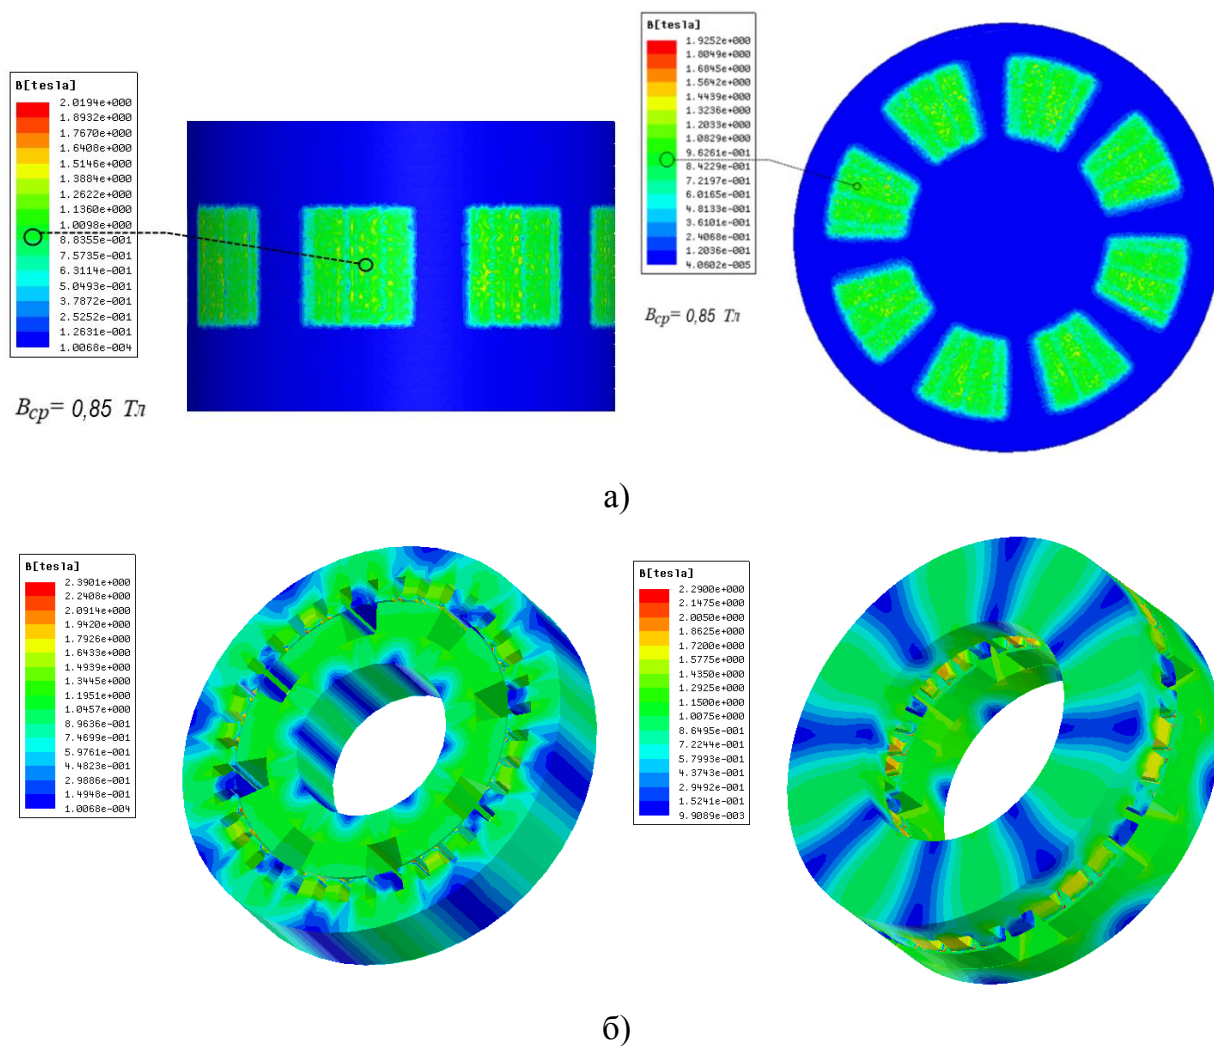 B[tesla]
2.0194e+000
1.8932e+000
1.7670e+000
1.6408e+000
1.5146e+000
1.3884e+000
1.2622e+000
1.1360e+000
1.0098e+000
8.8355e-001
7.5735e-001
6.3114e-001
5.0493e-001
3.7872e-001
2.5252e-001
1.2631e-001
1.0068e-004
Bср= 0,85 Тл
B[tesla]
1.9252e+000
1.8049e+000
1.6845e+000
1.5642e+000
1.4439e+000
1.3236e+000
1.2033e+000
1.0829e+000
9.6261e-001
8.4229e-001
7.2197e-001
6.0165e-001
4.8133e-001
3.6101e-001
2.4068e-001
1.2036e-001
4.0602e-005
Bср= 0,85 Тл
а)
B[tesla]
2.3901e+000
2.2408e+000
2.0914e+000
1.9420e+000
1.7926e+000
1.6433e+000
1.4939e+000
1.3445e+000
1.1951e+000
1.0457e+000
8.9636e-001
7.4699e-001
5.9761e-001
4.4823e-001
2.9886e-001
1.4948e-001
1.0068e-004
B[tesla]
2.2900e+000
2.1475e+000
2.0050e+000
1.8625e+000
1.7200e+000
1.5775e+000
1.4350e+000
1.2925e+000
1.1500e+000
1.0075e+000
8.6495e-001
7.2244e-001
5.7993e-001
4.3743e-001
2.9492e-001
1.5241e-001
9.9089e-003
б)